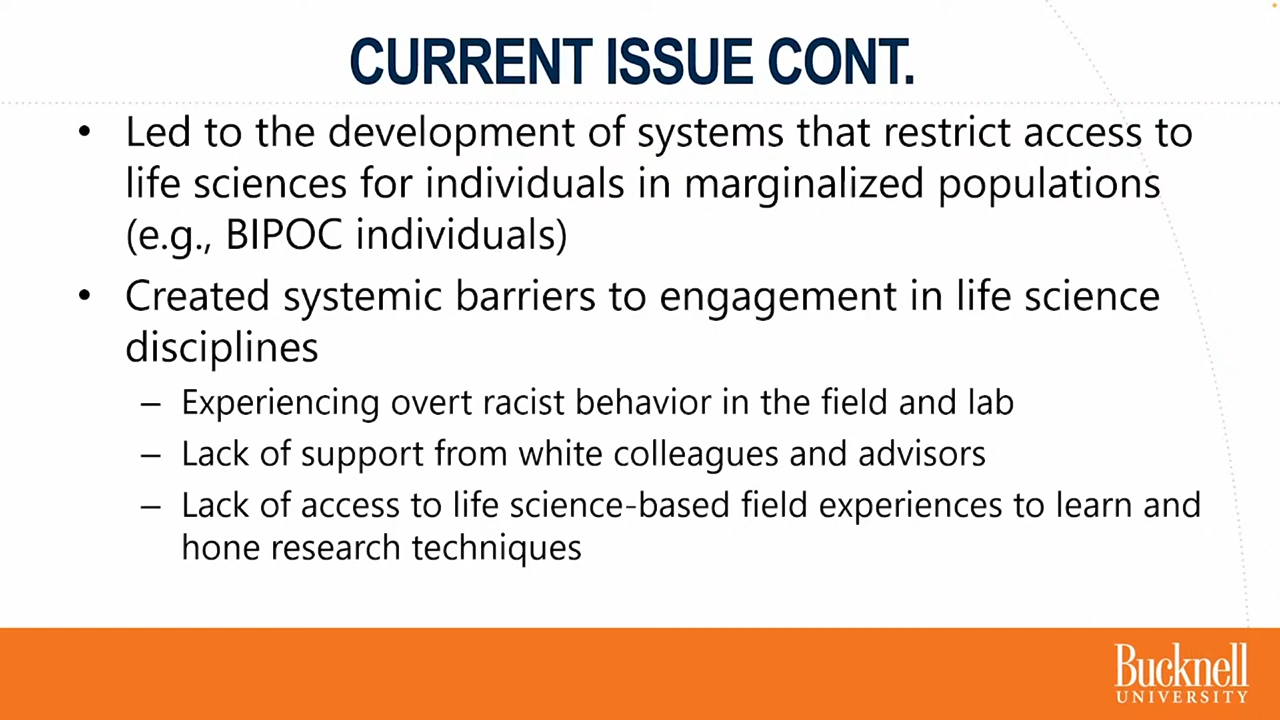 CURRENT ISSUE CONT.
• Led to the development of systems that restrict access to
life sciences for individuals in marginalized populations
(e.g., BIPOC individuals)
• Created systemic barriers to engagement in life science
disciplines
– Experiencing overt racist behavior in the field and lab
– Lack of support from white colleagues and advisors
– Lack of access to life science-based field experiences to learn and
hone research techniques
Bucknell
UNIVERSITY